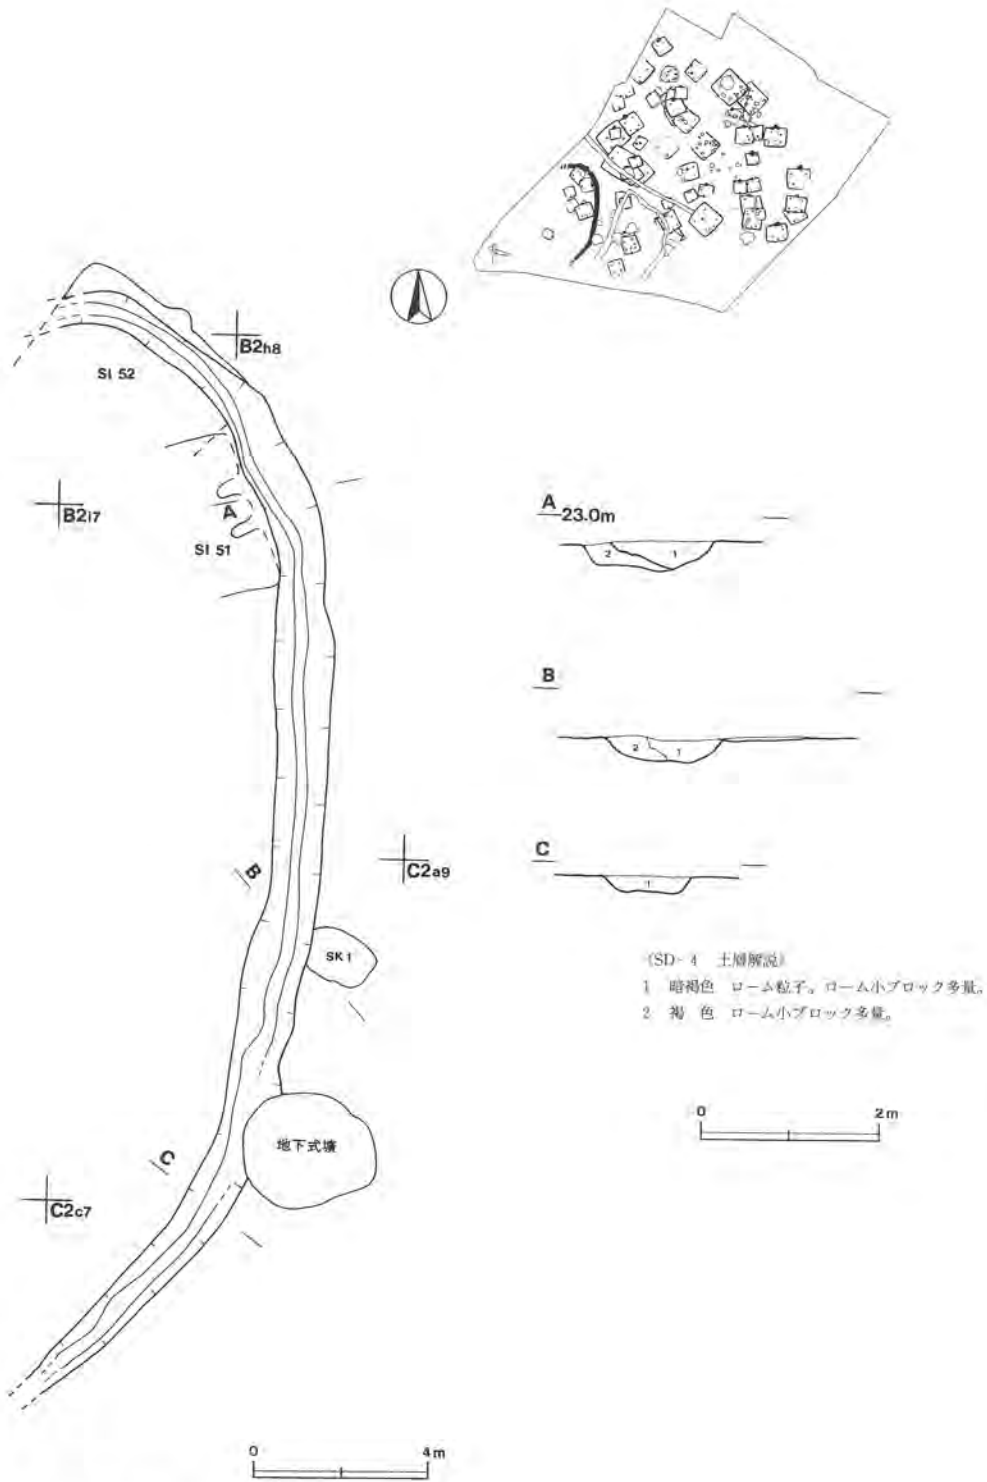 B2h8
SI 52
B2i7
A
SI 51
B
C2a9
SK 1
地下式壙
C
C2c7
0 4m
A
23.0m
2 1
B
2 1
C
1
《SD-4 土層解説》
1 暗褐色 ローム粒子。ローム小ブロック多量。
2 褐 色 ローム小ブロック多量。
0 2m